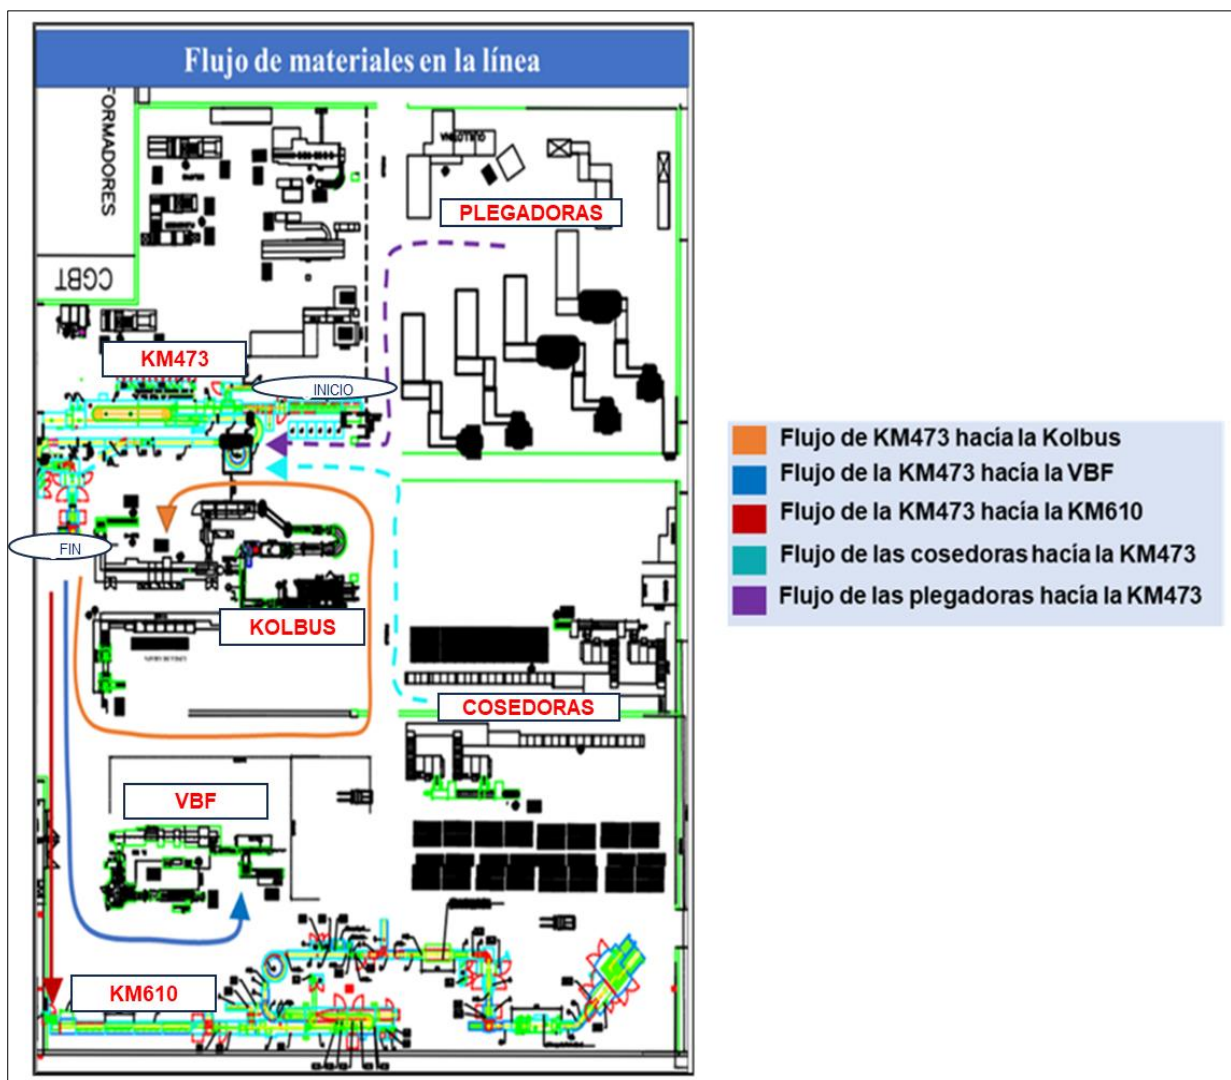 Flujo de materiales en la línea
FORMADORES
CGBT
GUILLOTINA
PLEGADORAS
KM473
INICIO
FIN
KOLBUS
COSEDORAS
VBF
KM610
Flujo de KM473 hacía la Kolbus
Flujo de la KM473 hacía la VBF
Flujo de la KM473 hacía la KM610
Flujo de las cosedoras hacía la KM473
Flujo de las plegadoras hacía la KM473